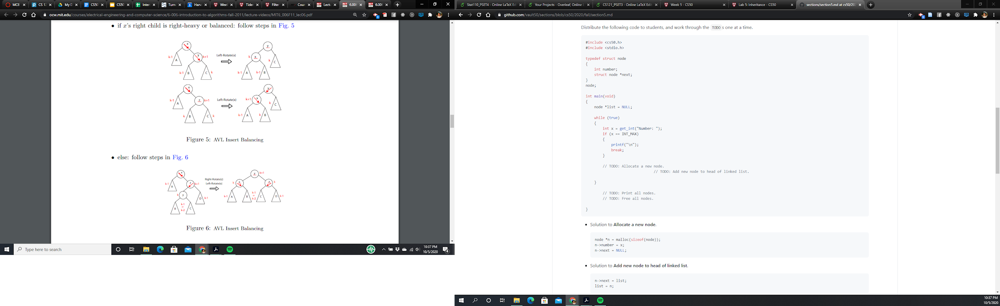 MCB
CS 12
My D
CS50
CS50
Inter
Turn
Harv
Week
Tider
Filter
Cour
Lectu
6.006
6.006
ocw.mit.edu/courses/electrical-engineering-and-computer-science/6-006-introduction-to-algorithms-fall-2011/lecture-videos/MIT6_006F11_lec06.pdf
• if x's right child is right-heavy or balanced: follow steps in Fig. 5
x
y
k-1
A
k+1
k-1
B
C
k
Left-Rotate(x)
y
k
x
k
C
k-1
A
k-1
B
x
k-1
A
z
k+1
k
B
C
k
Left-Rotate(x)
y
k+1
x
k
C
k-1
A
k
B
Figure 5: AVL Insert Balancing
• else: follow steps in Fig. 6
x
k-1
A
z
k+1
k
y
D
k-1
B
k-1
or
k-2
C
Right-Rotate(z)
Left-Rotate(x)
y
k+1
k
x
z
k
k-1
A
B
k-1
or
k-2
C
D
k-1
Figure 6: AVL Insert Balancing
Type here to search
10:37 PM
10/5/2020
4
Stat110_PSET4 - Online LaTeX Ed
Your Projects - Overleaf, Online L
CS121_PSET3 - Online LaTeX Edit
Week 5 - CS50
Lab 5: Inheritance - CS50
sections/section5.md at cs50/20
github.com/vault50/sections/blob/cs50/2020/fall/section5.md
Distribute the following code to students, and work through the TODO s one at a time.
#include <cs50.h>
#include <stdio.h>
typedef struct node
{
int number;
struct node *next;
}
node;
int main(void)
{
node *list = NULL;
while (true)
{
int x = get_int("Number: ");
if (x == INT_MAX)
{
printf("\n");
break;
}
// TODO: Allocate a new node.
// TODO: Add new node to head of linked list.
}
// TODO: Print all nodes.
// TODO: Free all nodes.
}
• Solution to Allocate a new node.
node *n = malloc(sizeof(node));
n->number = x;
n->next = NULL;
• Solution to Add new node to head of linked list.
n->next = list;
list = n;
10:37 PM
10/5/2020